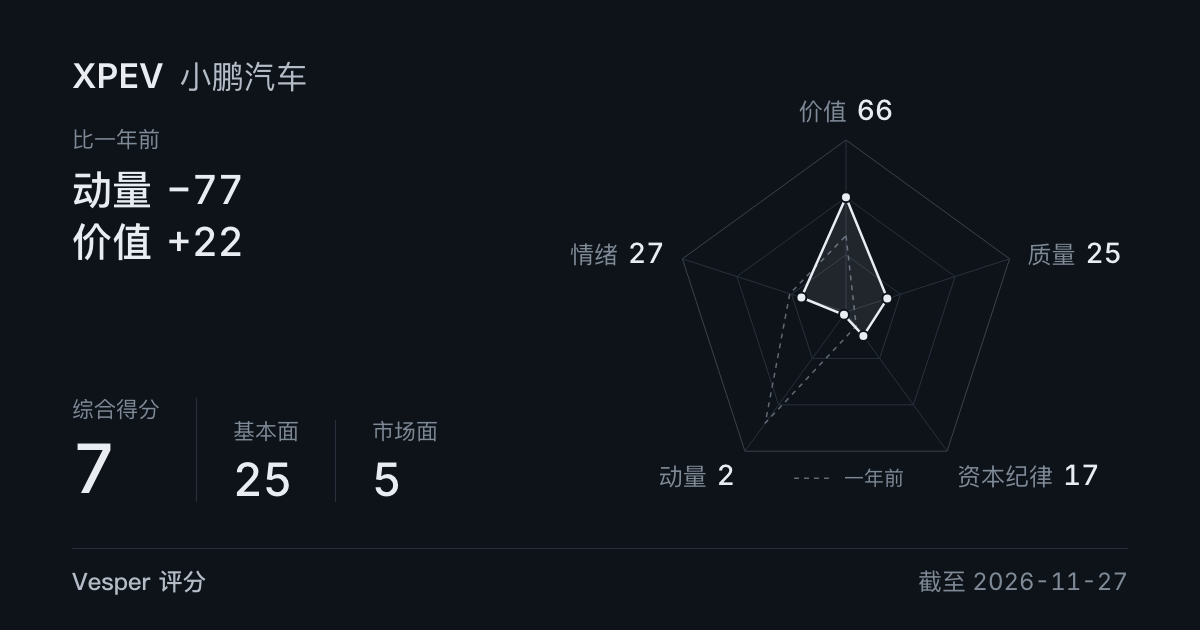 XPEV 小鹏汽车
比一年前
动量 −77
价值 +22
综合得分
7
基本面
25
市场面
5
价值 66
情绪 27
质量 25
动量 2
一年前
资本纪律 17
Vesper 评分
截至 2026-11-27